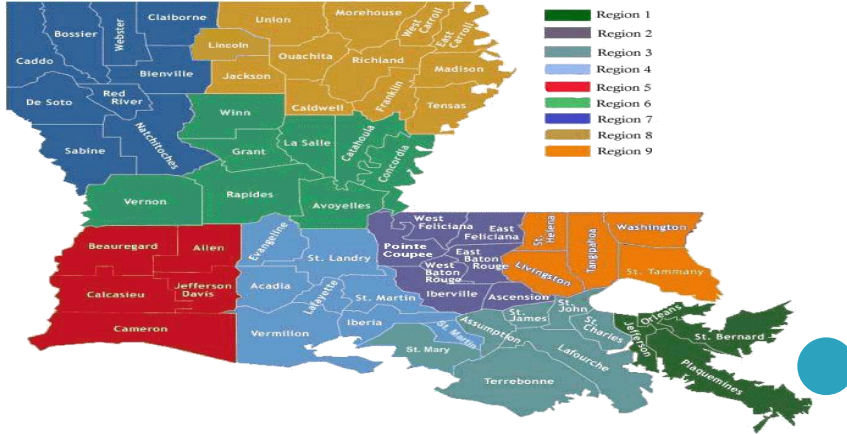 Claiborne
Union
Morehouse
West
Carroll
East
Carroll
Bossier
Webster
Lincoln
Ouachita
Richland
Caddo
Bienville
Jackson
Madison
De Soto
Red
River
Caldwell
Franklin
Tensas
Winn
Natchitoches
Sabine
Grant
La Salle
Catahoula
Concordia
Vernon
Rapides
Avoyelles
Beauregard
Allen
Evangeline
St. Landry
West
Feliciana
East
Feliciana
Pointe
Coupee
West
Baton
Rouge
East
Baton
Rouge
St.
Helena
Tangipahoa
Washington
Livingston
St. Tammany
Calcasieu
Jefferson
Davis
Acadia
Lafayette
St. Martin
Iberville
Ascension
Cameron
Vermillon
Iberia
St. Martin
Assumption
St.
James
St.
John
St.
Charles
Jefferson
Orleans
St. Bernard
St. Mary
Lafourche
Terrebonne
Plaquemines
Region 1
Region 2
Region 3
Region 4
Region 5
Region 6
Region 7
Region 8
Region 9